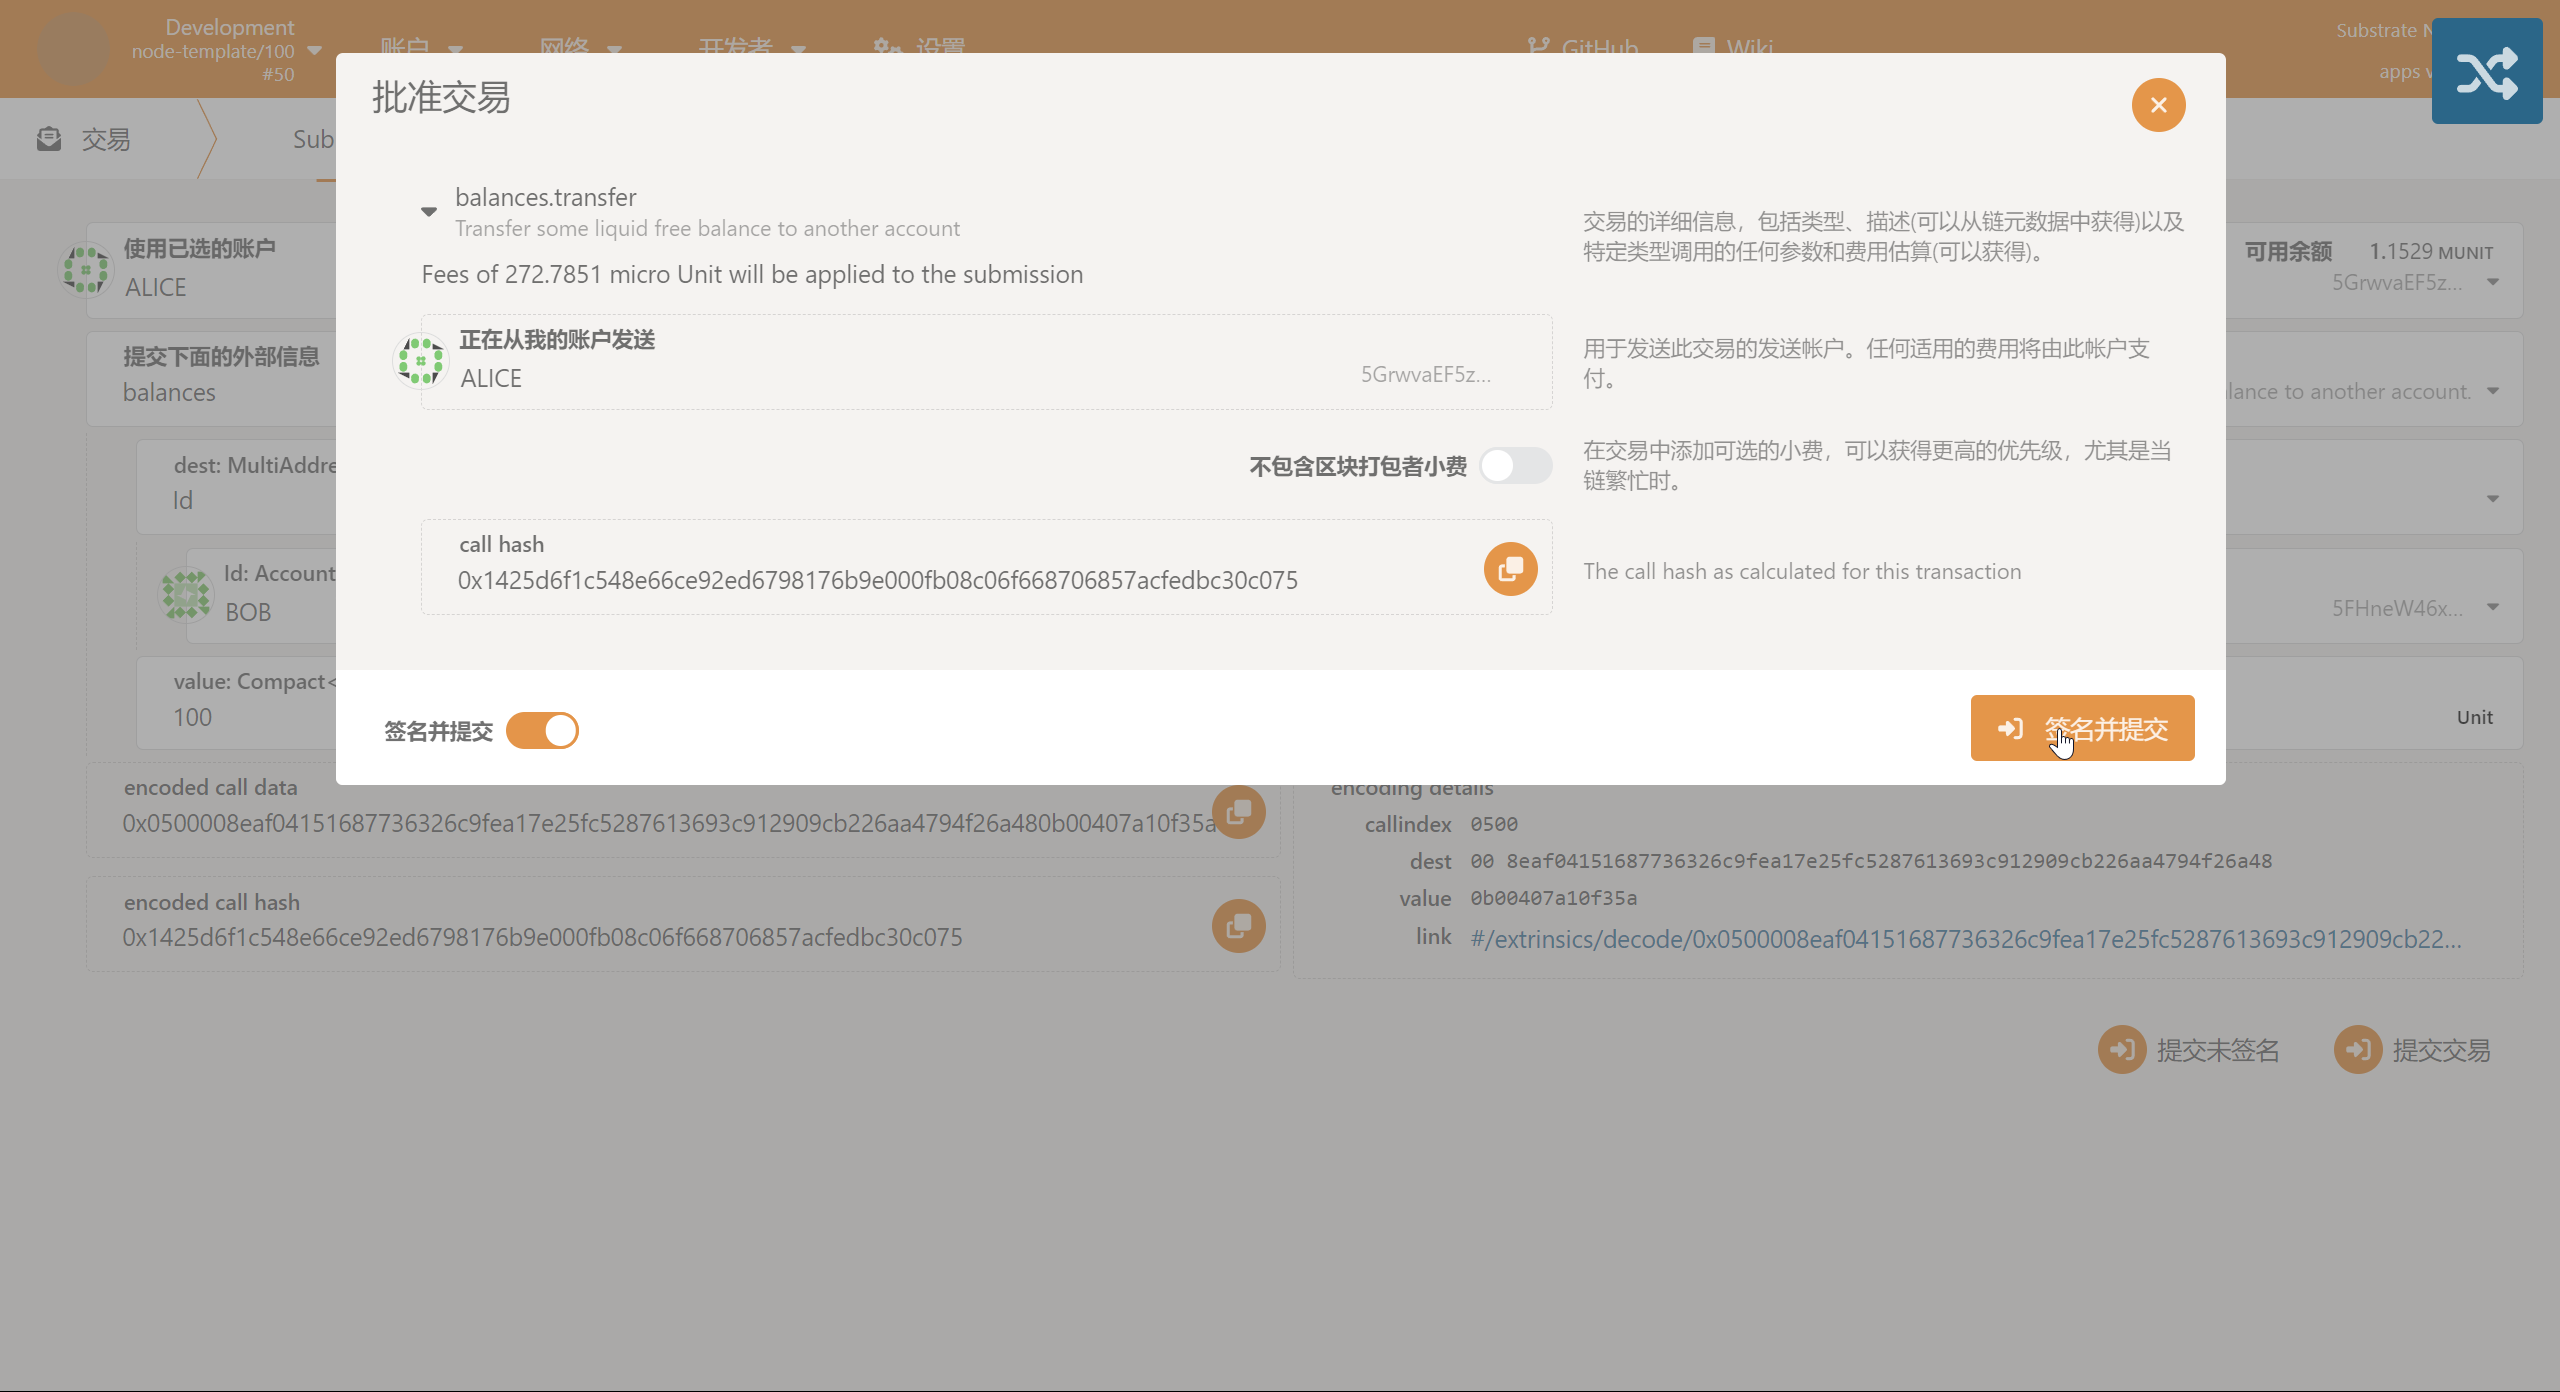 Development
node-template/100
#50
账户
网络
开发者
设置
GitHub
Wiki
Substrate
apps
交易
Sub
批准交易
balances.transfer
Transfer some liquid free balance to another account
Fees of 272.7851 micro Unit will be applied to the submission
交易的详细信息，包括类型、描述(可以从链元数据中获得)以及
特定类型调用的任何参数和费用估算(可以获得)。
正在从我的账户发送
ALICE
5GrwvaEF5z...
用于发送此交易的发送帐户。任何适用的费用将由此帐户支
付。
不包含区块打包者小费
在交易中添加可选的小费，可以获得更高的优先级，尤其是当
链繁忙时。
call hash
0x1425d6f1c548e66ce92ed6798176b9e000fb08c06f668706857acfedbc30c075
The call hash as calculated for this transaction
签名并提交
签名并提交
使用已选的账户
ALICE
可用余额 1.1529 MUNIT
5GrwvaEF5z...
提交下面的外部信息
balances
lance to another account.
dest: MultiAddre
Id
Id: Account
BOB
5FHneW46x...
value: Compact<
100
Unit
encoded call data
0x0500008eaf04151687736326c9fea17e25fc5287613693c912909cb226aa4794f26a480b00407a10f35a
encoded call hash
0x1425d6f1c548e66ce92ed6798176b9e000fb08c06f668706857acfedbc30c075
encoding details
callindex 0500
dest 00 8eaf04151687736326c9fea17e25fc5287613693c912909cb226aa4794f26a48
value 0b00407a10f35a
link #/extrinsics/decode/0x0500008eaf04151687736326c9fea17e25fc5287613693c912909cb22...
提交未签名
提交交易